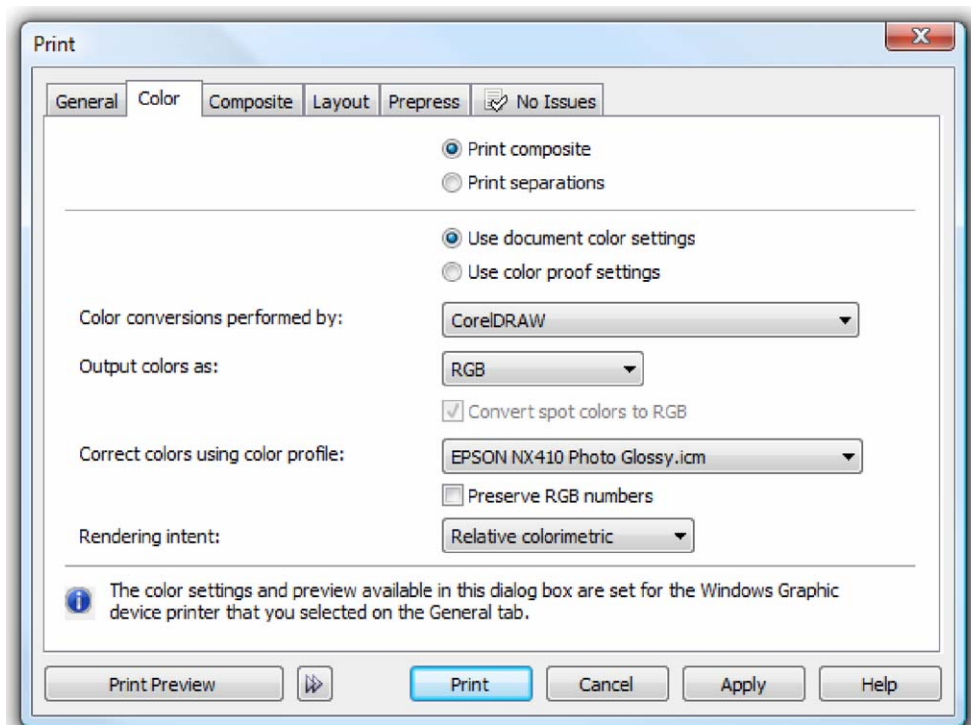 Print
General Color Composite Layout Prepress No Issues
Print composite
Print separations
Use document color settings
Use color proof settings
Color conversions performed by: CorelDRAW
Output colors as: RGB
Convert spot colors to RGB
Correct colors using color profile: EPSON NX410 Photo Glossy.icm
Preserve RGB numbers
Rendering intent: Relative colorimetric
The color settings and preview available in this dialog box are set for the Windows Graphic
device printer that you selected on the General tab.
Print Preview Print Cancel Apply Help